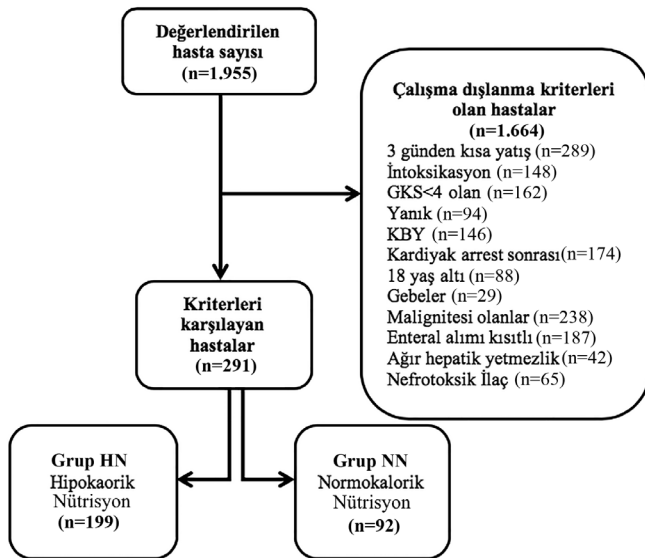 Değerlendirilen
hasta sayısı
(n=1.955)
Çalışma dışlanma kriterleri
olan hastalar
(n=1.664)
3 günden kısa yatış (n=289)
İntoksikasyon (n=148)
GKS<4 olan (n=162)
Yanık (n=94)
KBY (n=146)
Kardiyak arrest sonrası(n=174)
18 yaş altı (n=88)
Gebeler (n=29)
Malignitesi olanlar (n=238)
Enteral alımı kısıtlı (n=187)
Ağır hepatik yetmezlik (n=42)
Nefrotoksik İlaç (n=65)
Kriterleri
karşılayan
hastalar
(n=291)
Grup HN
Hipokaorik
Nütrisyon
(n=199)
Grup NN
Normokalorik
Nütrisyon
(n=92)